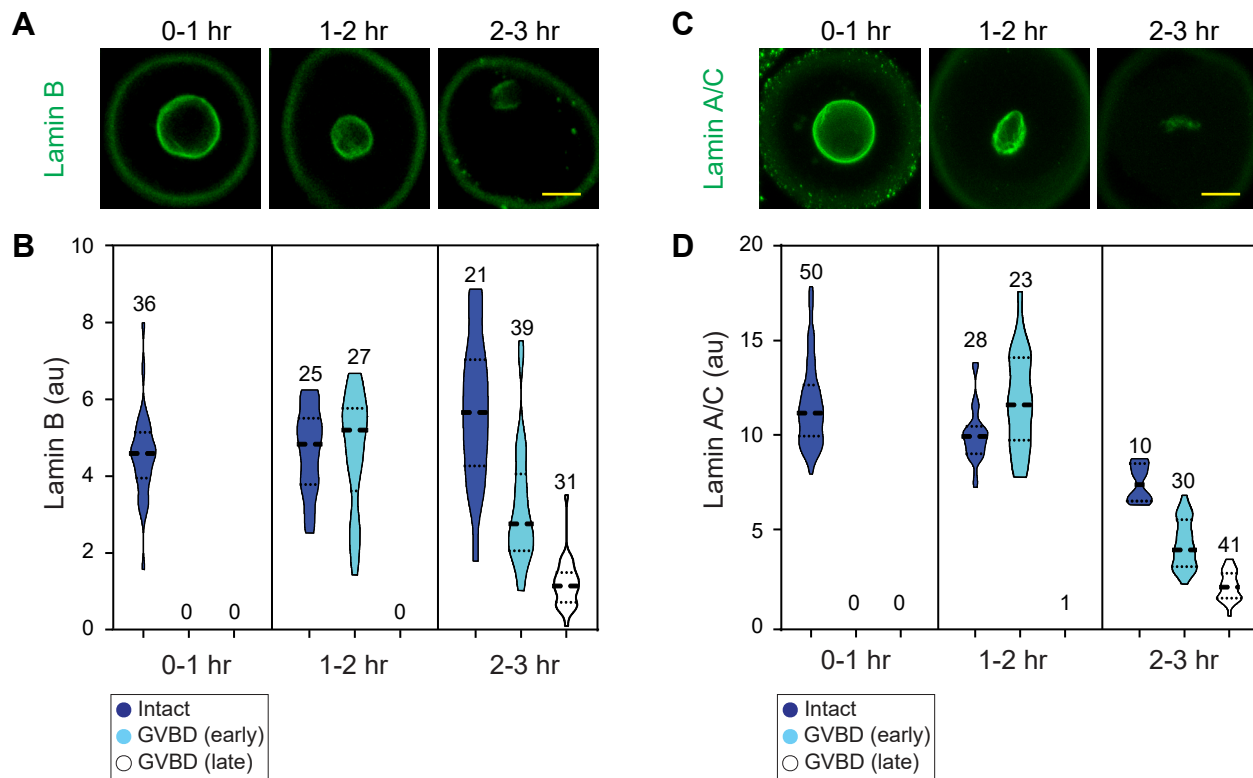 A
0-1 hr 1-2 hr 2-3 hr
Lamin B
B
Lamin B (au)
10
8
6
4
2
0
36
0
0
25
27
0
21
39
31
0-1 hr 1-2 hr 2-3 hr
Intact
GVBD (early)
GVBD (late)
C
0-1 hr 1-2 hr 2-3 hr
Lamin A/C
D
Lamin A/C (au)
20
15
10
5
0
50
0
0
28
23
1
10
30
41
0-1 hr 1-2 hr 2-3 hr
Intact
GVBD (early)
GVBD (late)